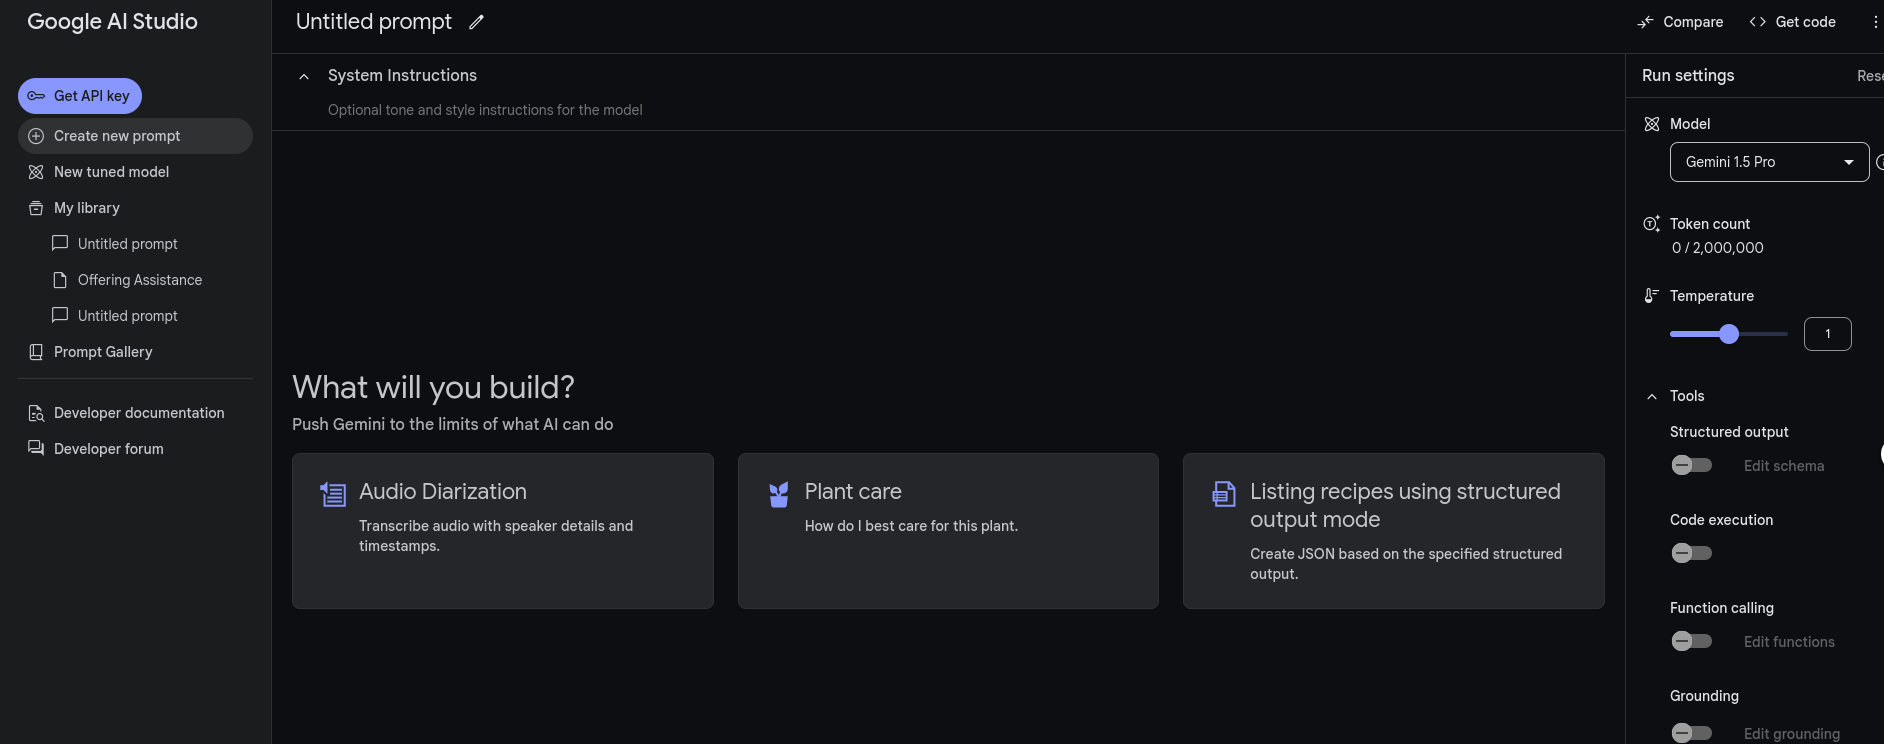 Google AI Studio
Get API key
Create new prompt
New tuned model
My library
Untitled prompt
Offering Assistance
Untitled prompt
Prompt Gallery
Developer documentation
Developer forum
Untitled prompt
Compare
Get code
System Instructions
Optional tone and style instructions for the model
What will you build?
Push Gemini to the limits of what AI can do
Audio Diarization
Transcribe audio with speaker details and
timestamps.
Plant care
How do I best care for this plant.
Listing recipes using structured
output mode
Create JSON based on the specified structured
output.
Run settings
Model
Gemini 1.5 Pro
Token count
0 / 2,000,000
Temperature
1
Tools
Structured output
Edit schema
Code execution
Function calling
Edit functions
Grounding
Edit grounding